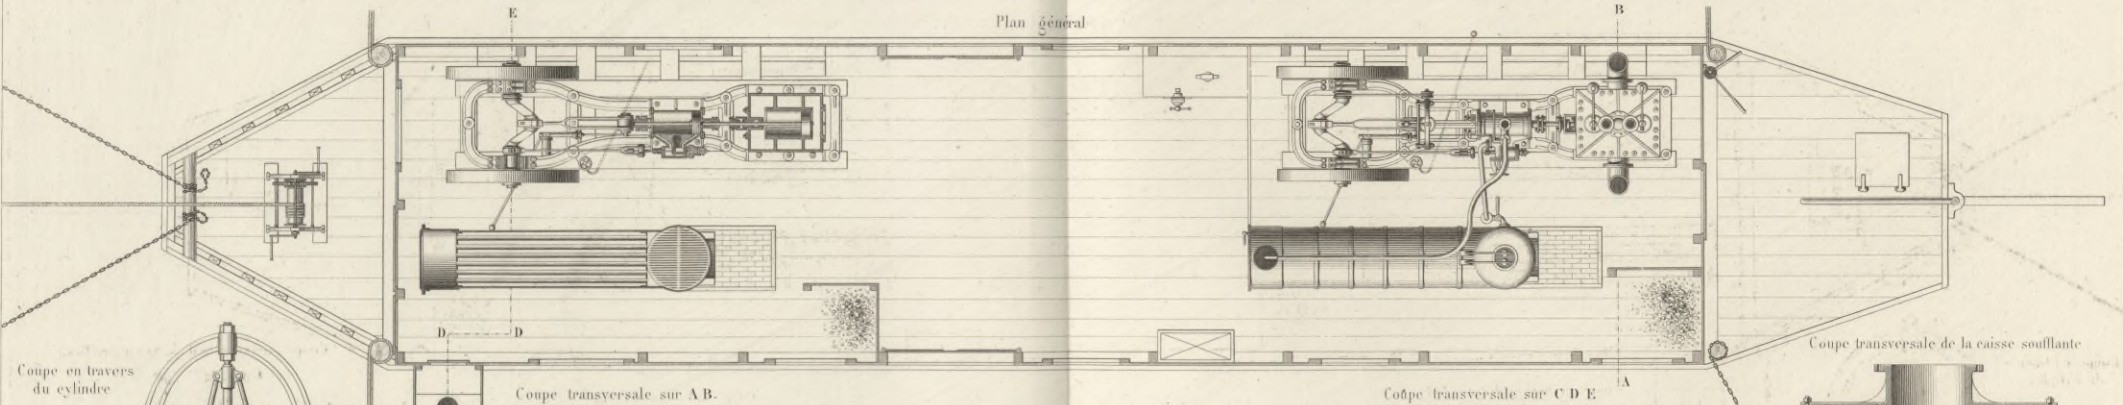 E
Plan général
B
D
D
A
Coupe en travers
du cylindre
Coupe transversale sur A B.
Coupe transversale sur C D E
Coupe transversale de la caisse soufflante